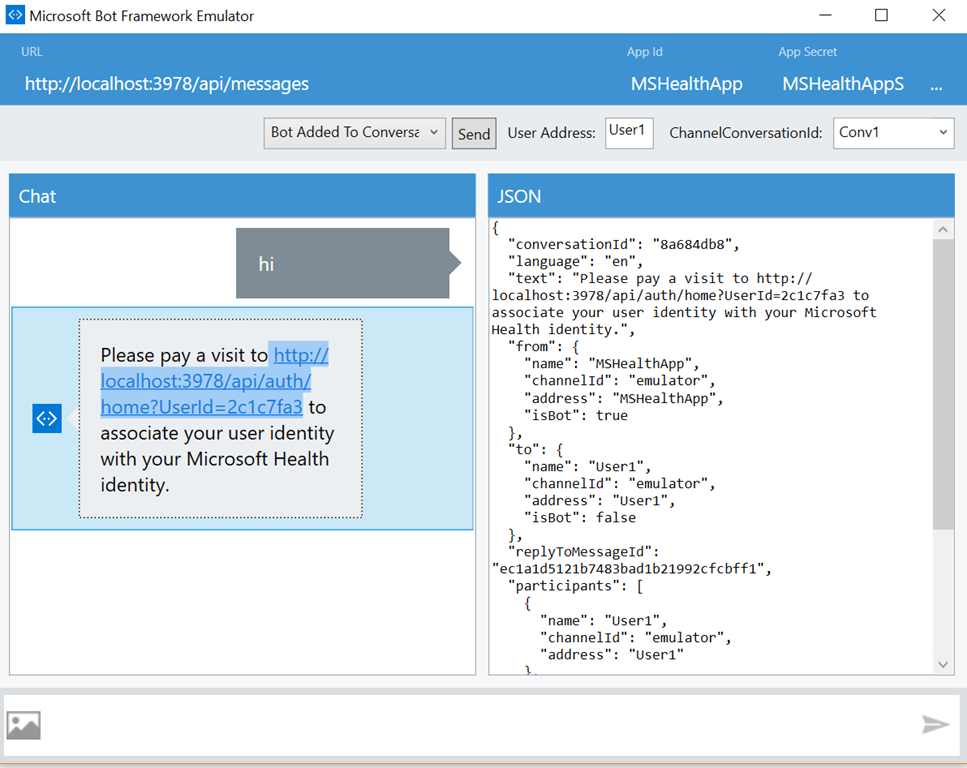 Microsoft Bot Framework Emulator
URL
App Id
App Secret
http://localhost:3978/api/messages
MSHealthApp
MSHealthAppS
...
Bot Added To Conversa
Send
User Address:
User1
ChannelConversationId:
Conv1
Chat
hi
Please pay a visit to http://
localhost:3978/api/auth/
home?UserId=2c1c7fa3 to
associate your user identity
with your Microsoft Health
identity.
JSON
{
"conversationId": "8a684db8",
"language": "en",
"text": "Please pay a visit to http://
localhost:3978/api/auth/home?UserId=2c1c7fa3 to
associate your user identity with your Microsoft
Health identity.",
"from": {
"name": "MSHealthApp",
"channelId": "emulator",
"address": "MSHealthApp",
"isBot": true
},
"to": {
"name": "User1",
"channelId": "emulator",
"address": "User1",
"isBot": false
},
"replyToMessageId":
"ec1a1d5121b7483bad1b21992cfcbff1",
"participants": [
{
"name": "User1",
"channelId": "emulator",
"address": "User1"
},